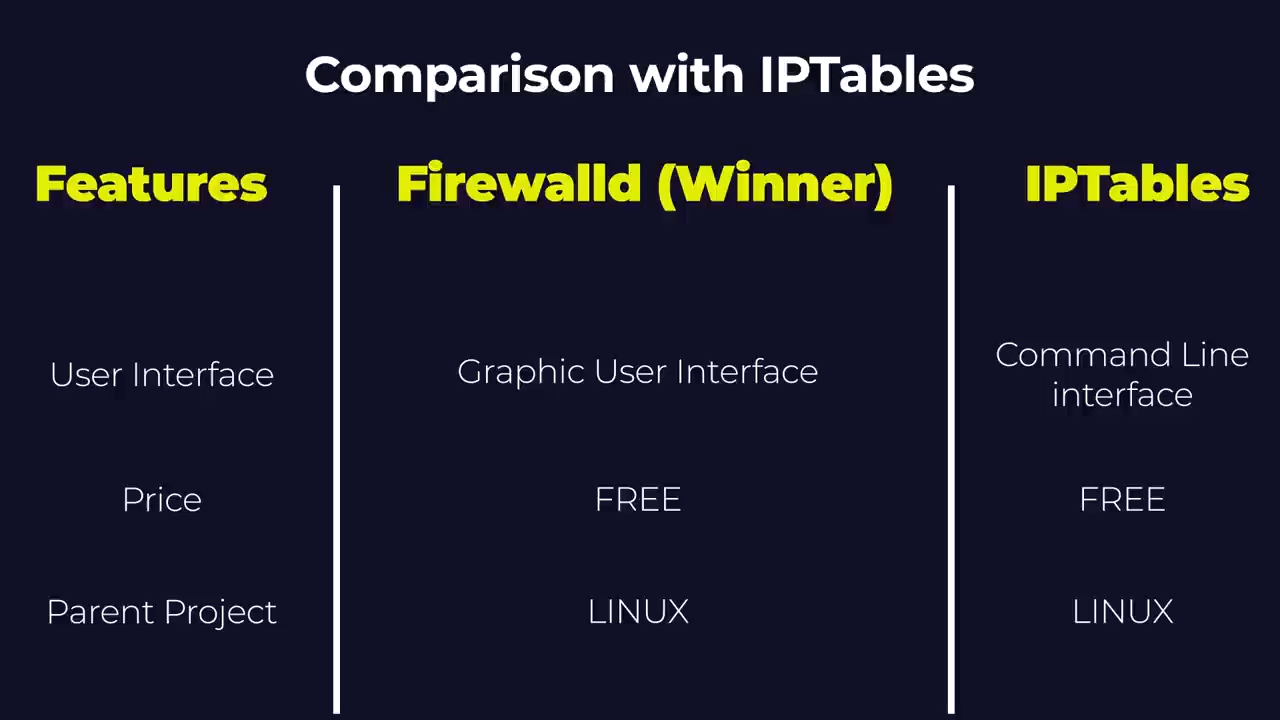 Comparison with IPTables
Features
Firewalld (Winner)
IPTables
User Interface
Graphic User Interface
Command Line
interface
Price
FREE
FREE
Parent Project
LINUX
LINUX